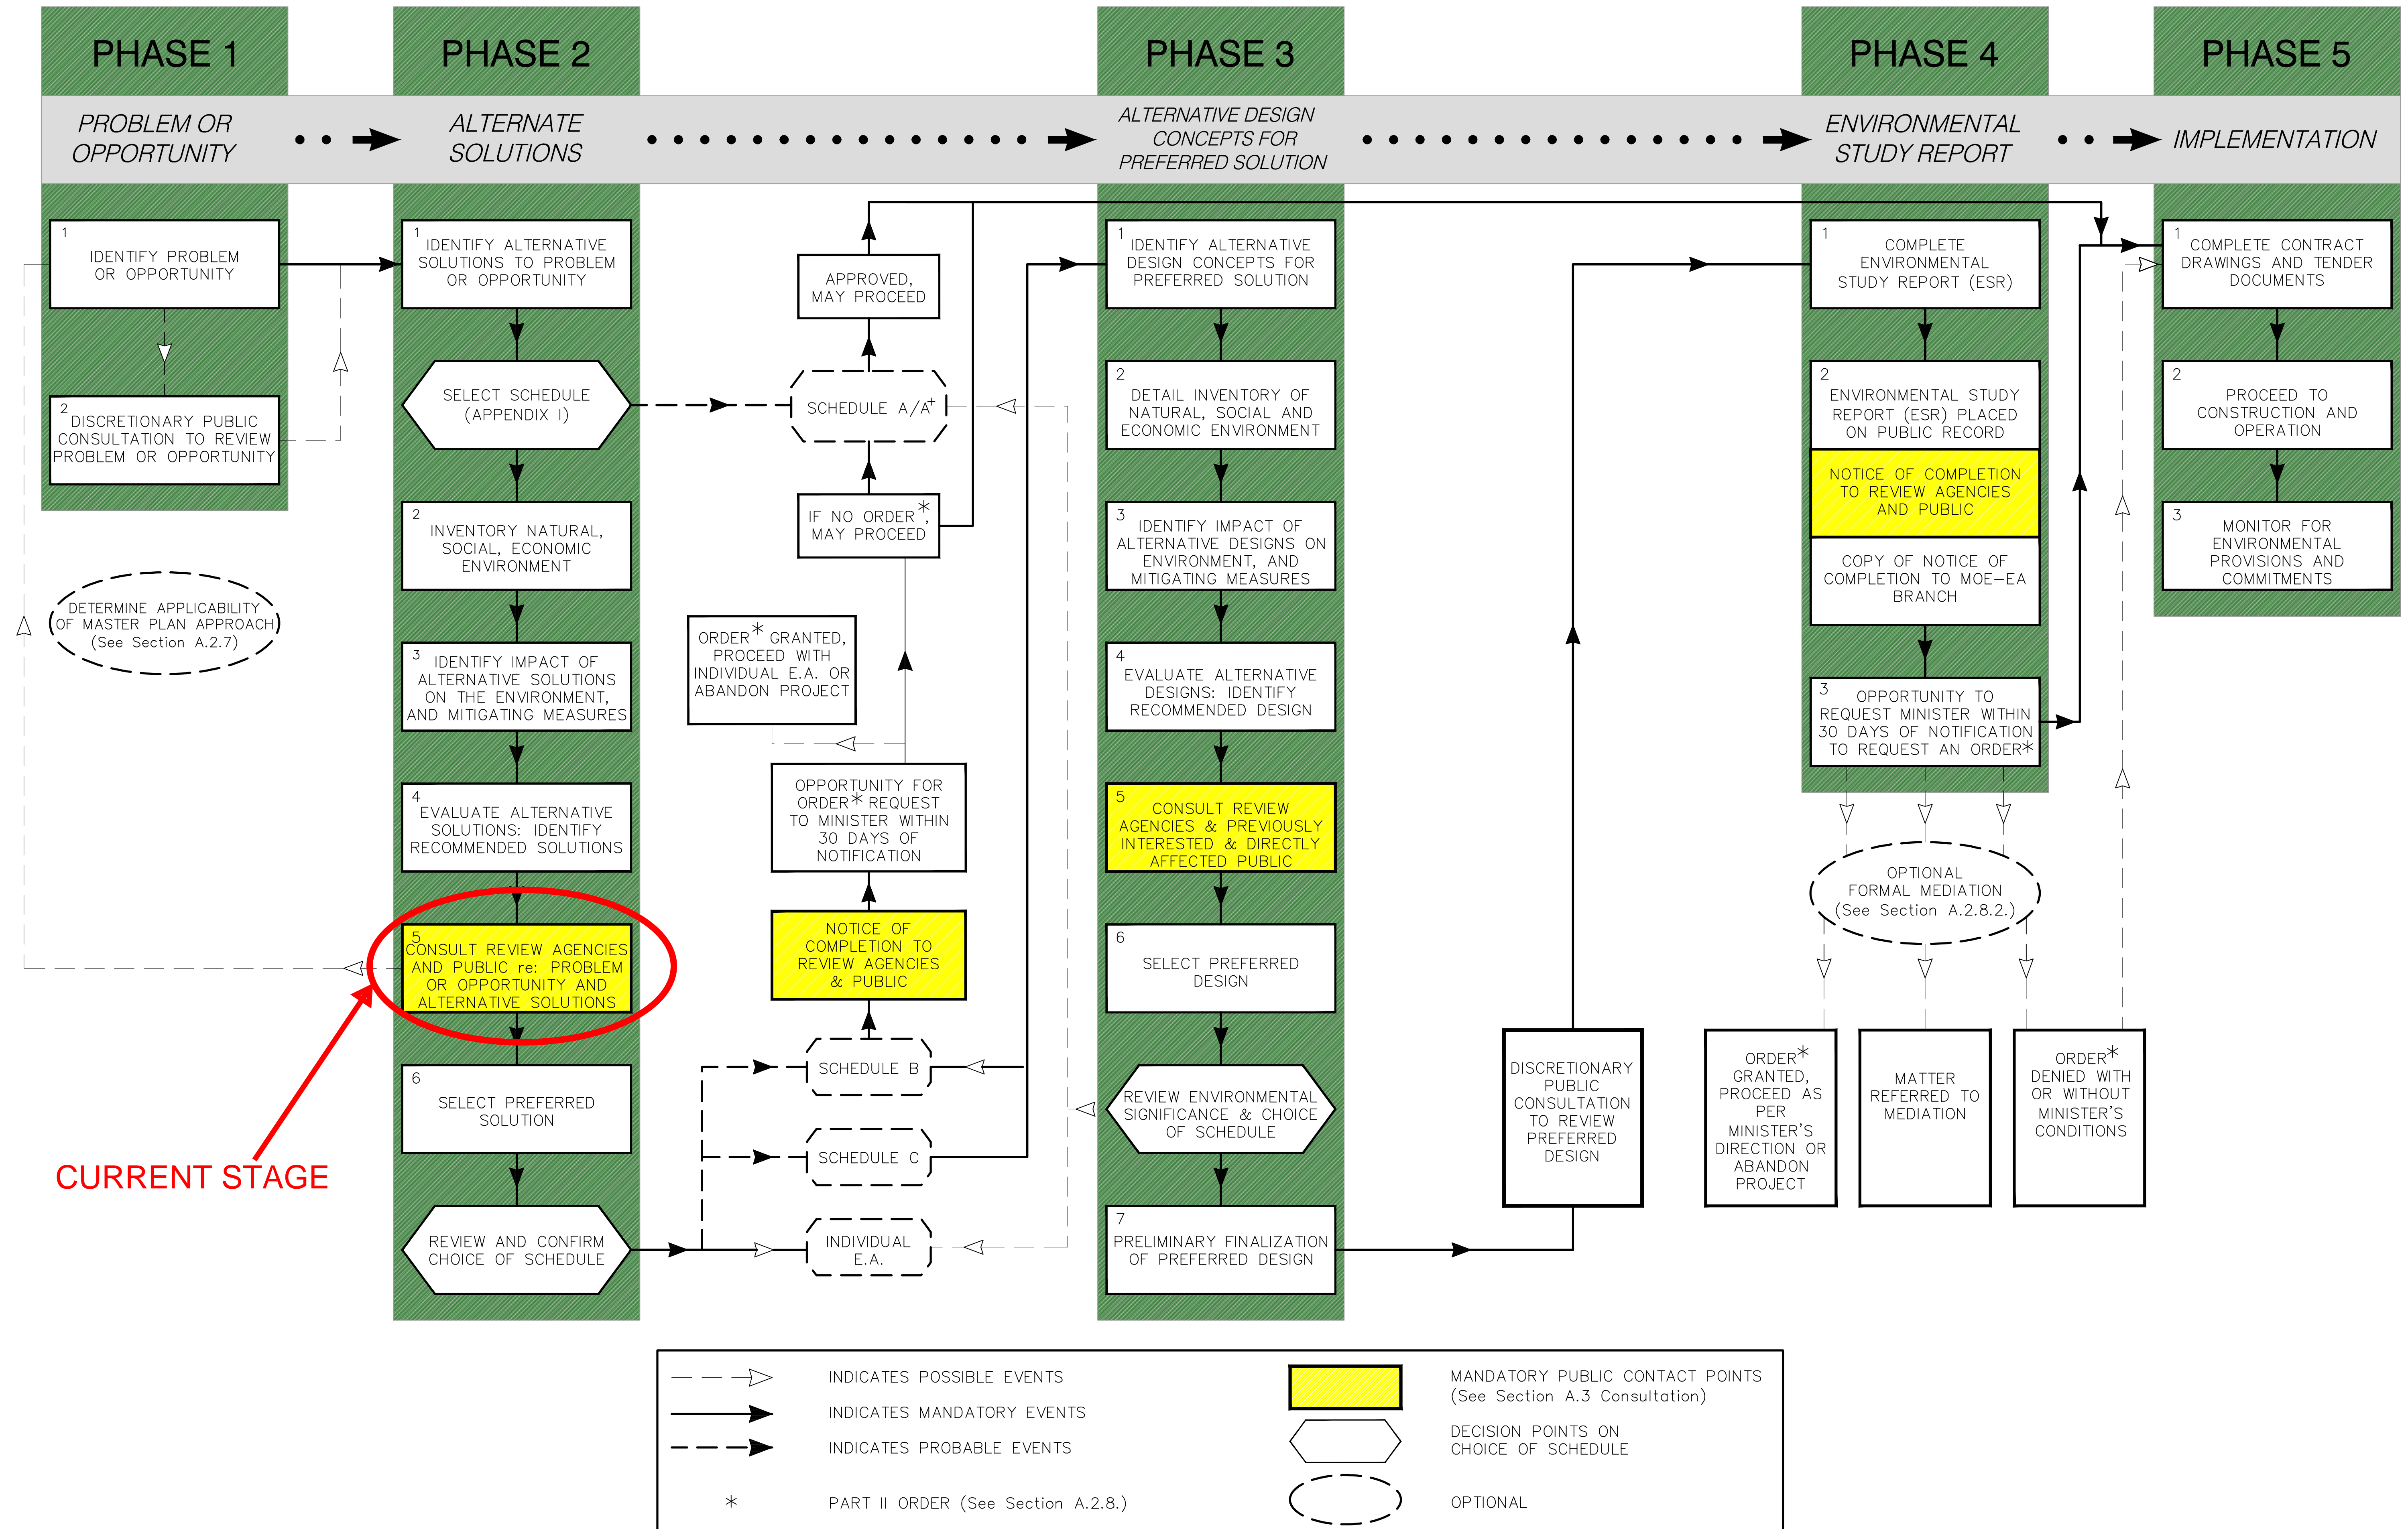 PHASE 1
PHASE 2
PHASE 3
PHASE 4
PHASE 5
PROBLEM OR
OPPORTUNITY
ALTERNATE
SOLUTIONS
ALTERNATIVE DESIGN
CONCEPTS FOR
PREFERRED SOLUTION
ENVIRONMENTAL
STUDY REPORT
IMPLEMENTATION
1
IDENTIFY PROBLEM
OR OPPORTUNITY
2
DISCRETIONARY PUBLIC
CONSULTATION TO REVIEW
PROBLEM OR OPPORTUNITY
DETERMINE APPLICABILITY
OF MASTER PLAN APPROACH
(See Section A.2.7)
CURRENT STAGE
1
IDENTIFY ALTERNATIVE
SOLUTIONS TO PROBLEM
OR OPPORTUNITY
SELECT SCHEDULE
(APPENDIX I)
2
INVENTORY NATURAL,
SOCIAL, ECONOMIC
ENVIRONMENT
3
IDENTIFY IMPACT OF
ALTERNATIVE SOLUTIONS
ON THE ENVIRONMENT,
AND MITIGATING MEASURES
4
EVALUATE ALTERNATIVE
SOLUTIONS: IDENTIFY
RECOMMENDED SOLUTIONS
5
CONSULT REVIEW AGENCIES
AND PUBLIC re: PROBLEM
OR OPPORTUNITY AND
ALTERNATIVE SOLUTIONS
6
SELECT PREFERRED
SOLUTION
REVIEW AND CONFIRM
CHOICE OF SCHEDULE
APPROVED,
MAY PROCEED
SCHEDULE A/A+
IF NO ORDER*,
MAY PROCEED
ORDER* GRANTED,
PROCEED WITH
INDIVIDUAL E.A. OR
ABANDON PROJECT
OPPORTUNITY FOR
ORDER* REQUEST
TO MINISTER WITHIN
30 DAYS OF
NOTIFICATION
NOTICE OF
COMPLETION TO
REVIEW AGENCIES
& PUBLIC
SCHEDULE B
SCHEDULE C
INDIVIDUAL
E.A.
1
IDENTIFY ALTERNATIVE
DESIGN CONCEPTS FOR
PREFERRED SOLUTION
2
DETAIL INVENTORY OF
NATURAL, SOCIAL AND
ECONOMIC ENVIRONMENT
3
IDENTIFY IMPACT OF
ALTERNATIVE DESIGNS ON
ENVIRONMENT, AND
MITIGATING MEASURES
4
EVALUATE ALTERNATIVE
DESIGNS: IDENTIFY
RECOMMENDED DESIGN
5
CONSULT REVIEW
AGENCIES & PREVIOUSLY
INTERESTED & DIRECTLY
AFFECTED PUBLIC
6
SELECT PREFERRED
DESIGN
REVIEW ENVIRONMENTAL
SIGNIFICANCE & CHOICE
OF SCHEDULE
7
PRELIMINARY FINALIZATION
OF PREFERRED DESIGN
DISCRETIONARY
PUBLIC
CONSULTATION
TO REVIEW
PREFERRED
DESIGN
1
COMPLETE
ENVIRONMENTAL
STUDY REPORT (ESR)
2
ENVIRONMENTAL STUDY
REPORT (ESR) PLACED
ON PUBLIC RECORD
NOTICE OF COMPLETION
TO REVIEW AGENCIES
AND PUBLIC
COPY OF NOTICE OF
COMPLETION TO MOE-EA
BRANCH
3
OPPORTUNITY TO
REQUEST MINISTER WITHIN
30 DAYS OF NOTIFICATION
TO REQUEST AN ORDER*
OPTIONAL
FORMAL MEDIATION
(See Section A.2.8.2.)
ORDER*
GRANTED,
PROCEED AS
PER
MINISTER'S
DIRECTION OR
ABANDON
PROJECT
MATTER
REFERRED TO
MEDIATION
ORDER*
DENIED WITH
OR WITHOUT
MINISTER'S
CONDITIONS
1
COMPLETE CONTRACT
DRAWINGS AND TENDER
DOCUMENTS
2
PROCEED TO
CONSTRUCTION AND
OPERATION
3
MONITOR FOR
ENVIRONMENTAL
PROVISIONS AND
COMMITMENTS
INDICATES POSSIBLE EVENTS
INDICATES MANDATORY EVENTS
INDICATES PROBABLE EVENTS
* PART II ORDER (See Section A.2.8.)
MANDATORY PUBLIC CONTACT POINTS
(See Section A.3 Consultation)
DECISION POINTS ON
CHOICE OF SCHEDULE
OPTIONAL